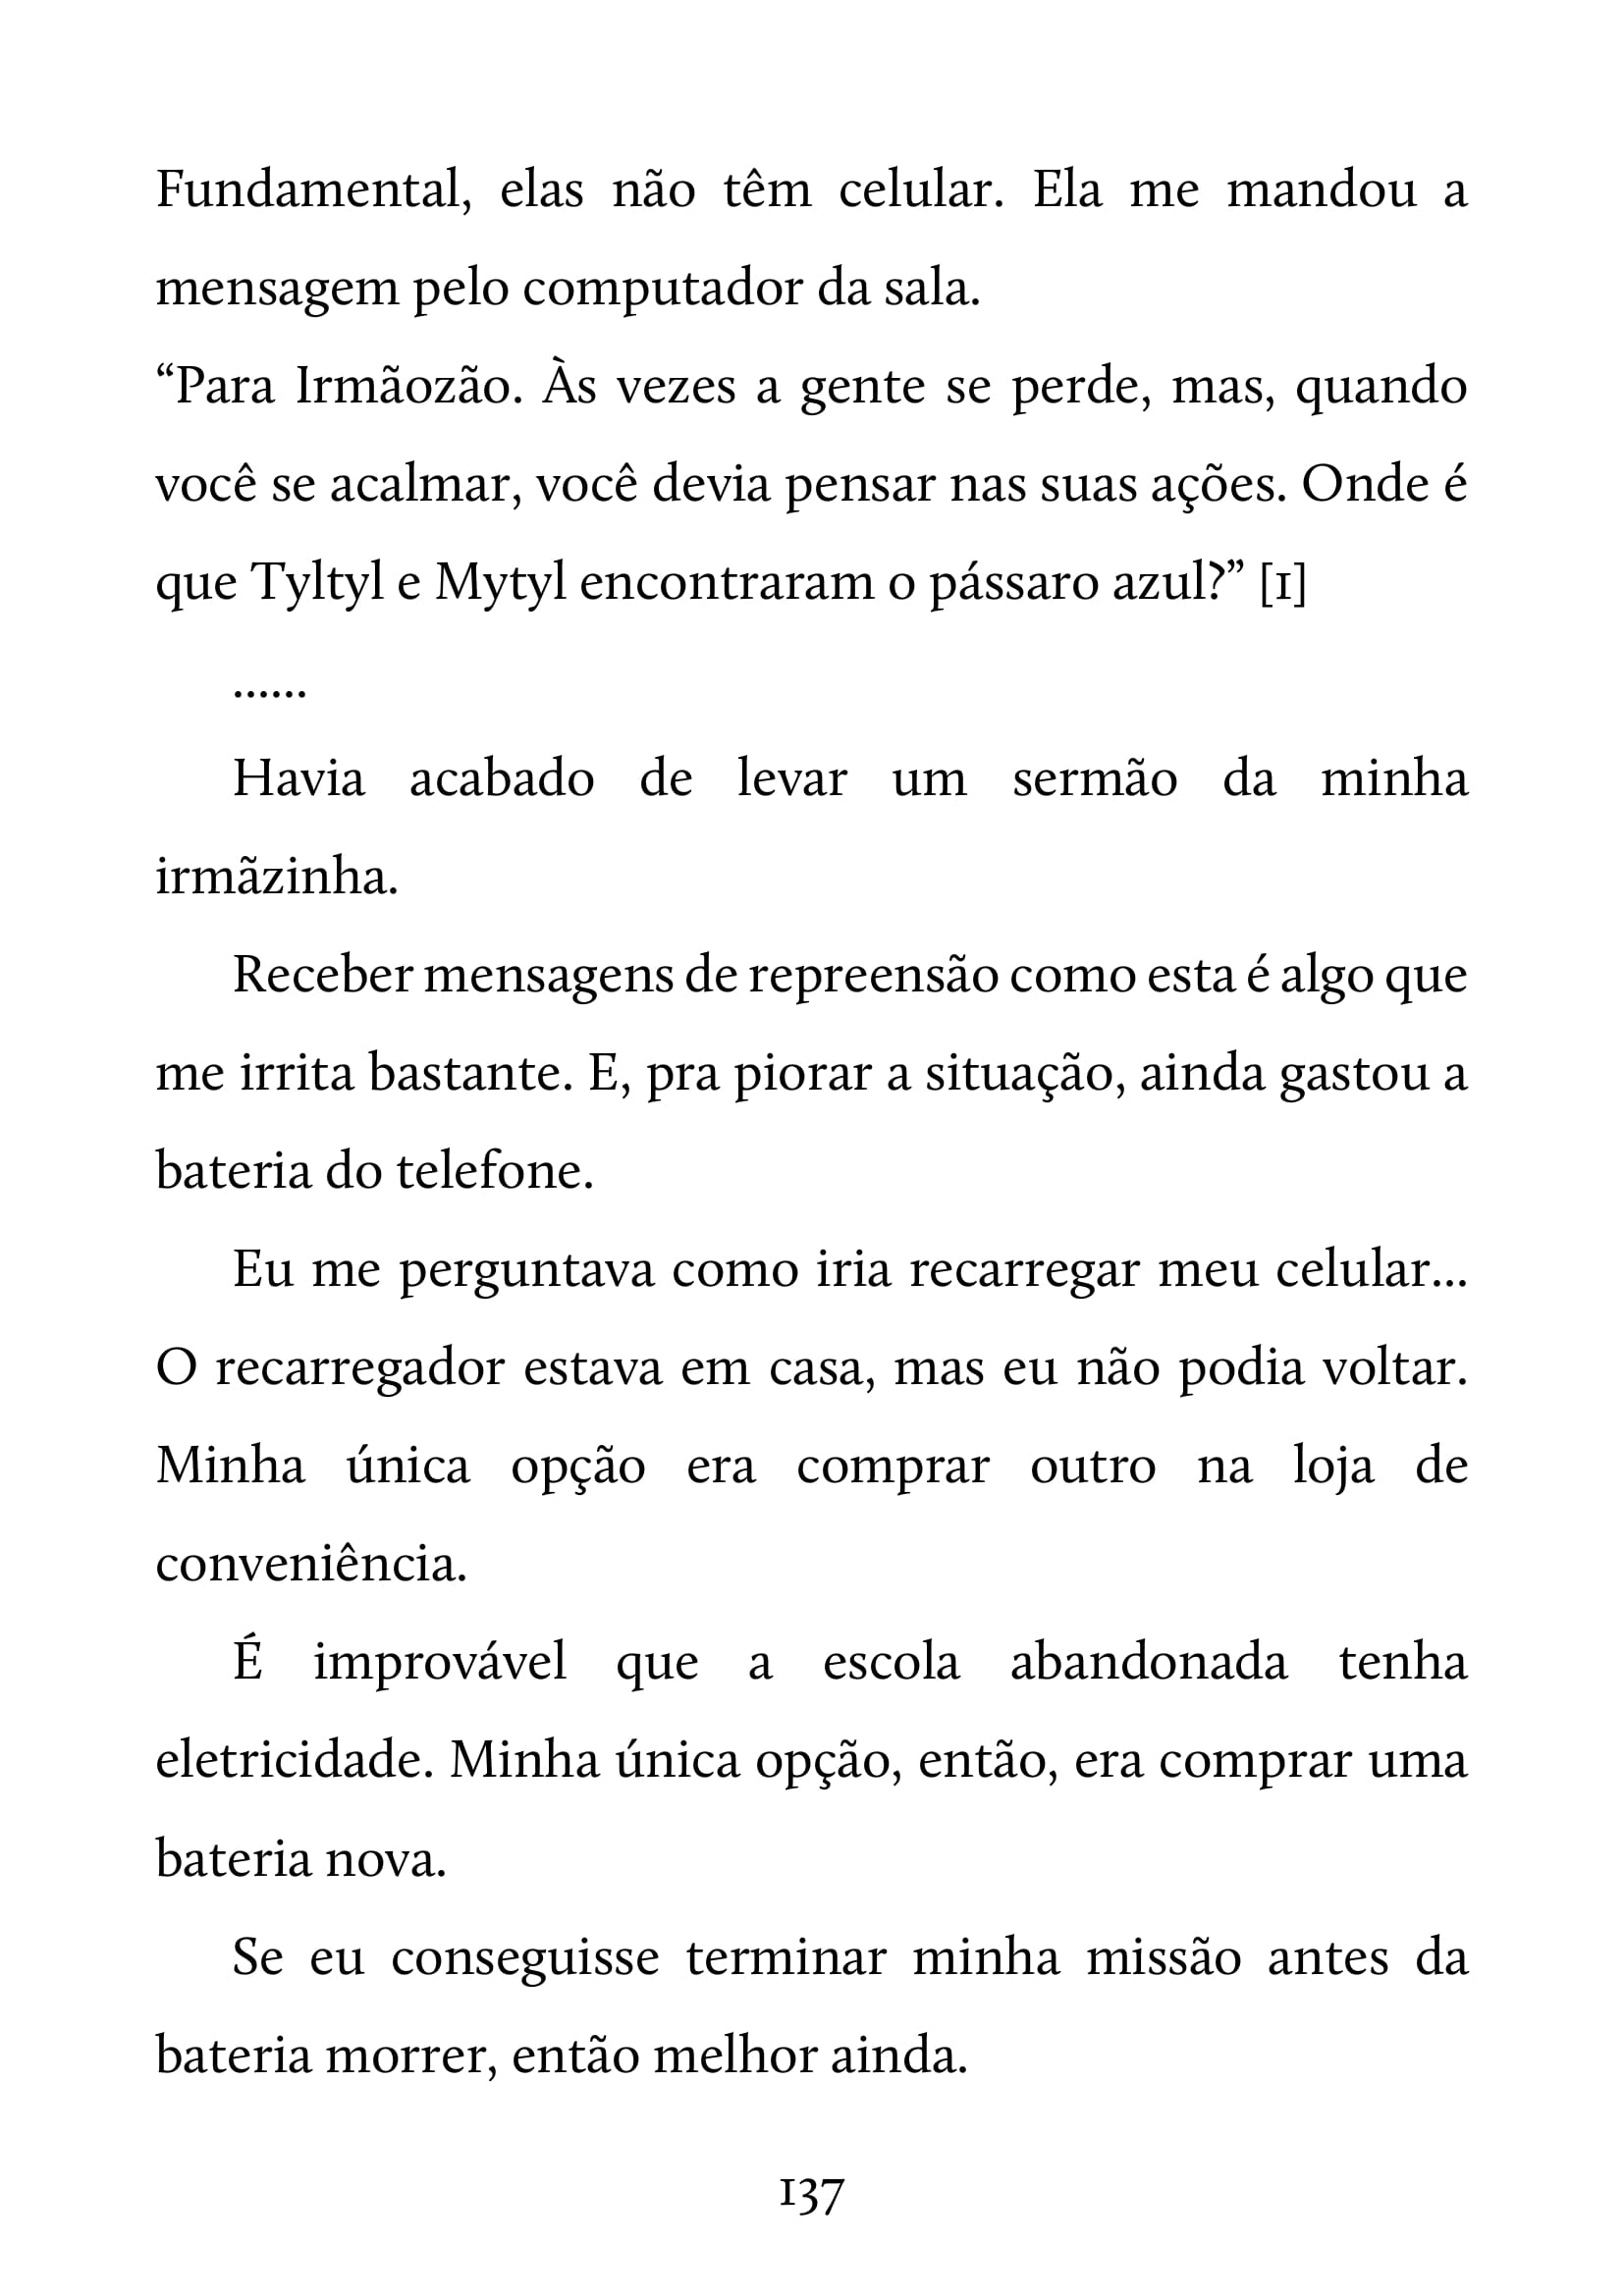 Fundamental, elas não têm celular. Ela me mandou a
mensagem pelo computador da sala.
“Para Irmãozão. Às vezes a gente se perde, mas, quando
você se acalmar, você devia pensar nas suas ações. Onde é
que Tyltyl e Mytyl encontraram o pássaro azul?” [1]
......
Havia acabado de levar um sermão da minha
irmãzinha.
Receber mensagens de repreensão como esta é algo que
me irrita bastante. E, pra piorar a situação, ainda gastou a
bateria do telefone.
Eu me perguntava como iria recarregar meu celular...
O recarregador estava em casa, mas eu não podia voltar.
Minha única opção era comprar outro na loja de
conveniência.
É improvável que a escola abandonada tenha
eletricidade. Minha única opção, então, era comprar uma
bateria nova.
Se eu conseguisse terminar minha missão antes da
bateria morrer, então melhor ainda.
137